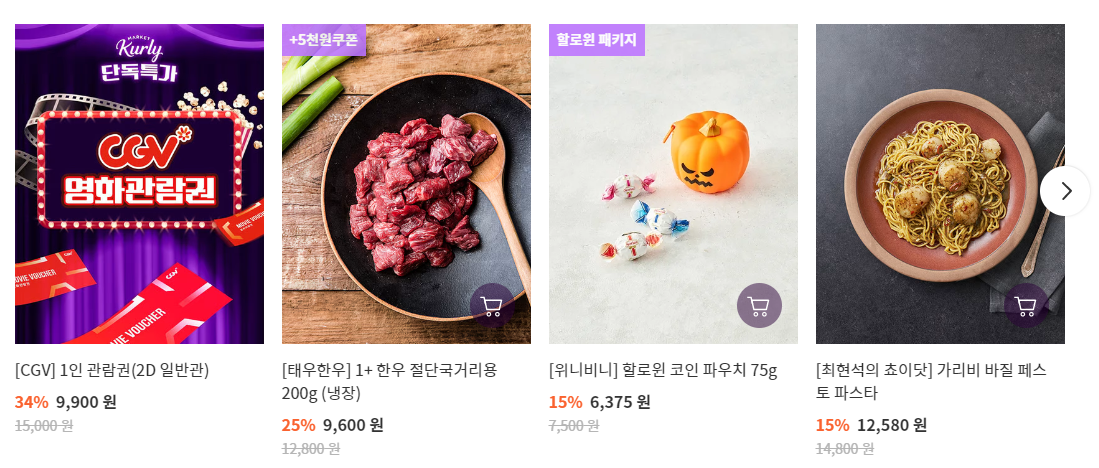 MARKET
Kurly
단독특가
CGV
영화관람권
MOVIE VOUCHER
MOVIE VOUCHER
CGV
MOVIE VOUCHER
[CGV] 1인 관람권(2D 일반관)
34% 9,900 원
15,000 원
+5천원쿠폰
[태우한우] 1+ 한우 절단국거리용
200g (냉장)
25% 9,600 원
12,800 원
할로윈 패키지
[위니비니] 할로윈 코인 파우치 75g
15% 6,375 원
7,500 원
[최현석의 쵸이닷] 가리비 바질 페스
토 파스타
15% 12,580 원
14,800 원